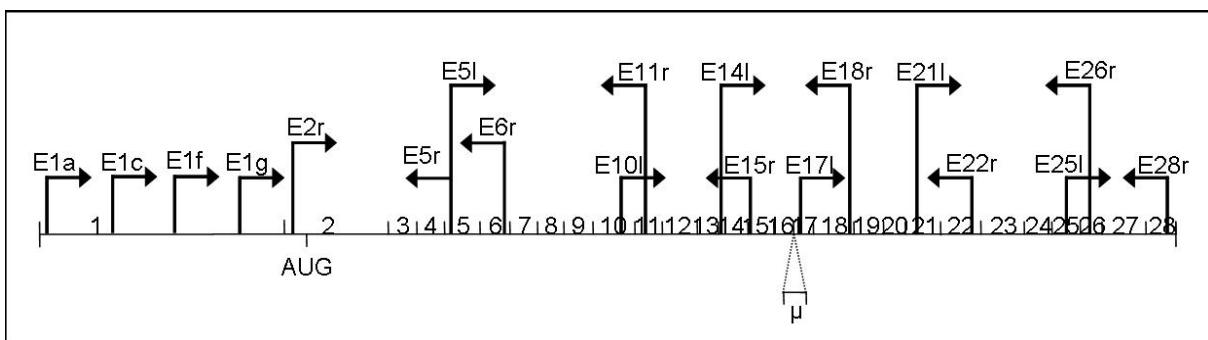 E5l E11r E14l E18r E21l E26r
E2r E6r
E1a E1c E1f E1g E5r E10l E15r E17l E22r E25l E28r
1 2 3 4 5 6 7 8 9 10 11 12 13 14 15 16 17 18 19 20 21 22 23 24 25 26 27 28
AUG
μ